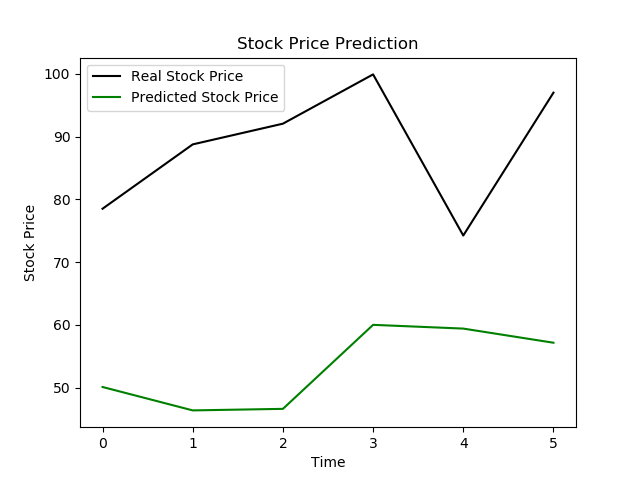 Stock Price Prediction
Real Stock Price
Predicted Stock Price
100
90
80
70
60
50
Stock Price
0 1 2 3 4 5
Time